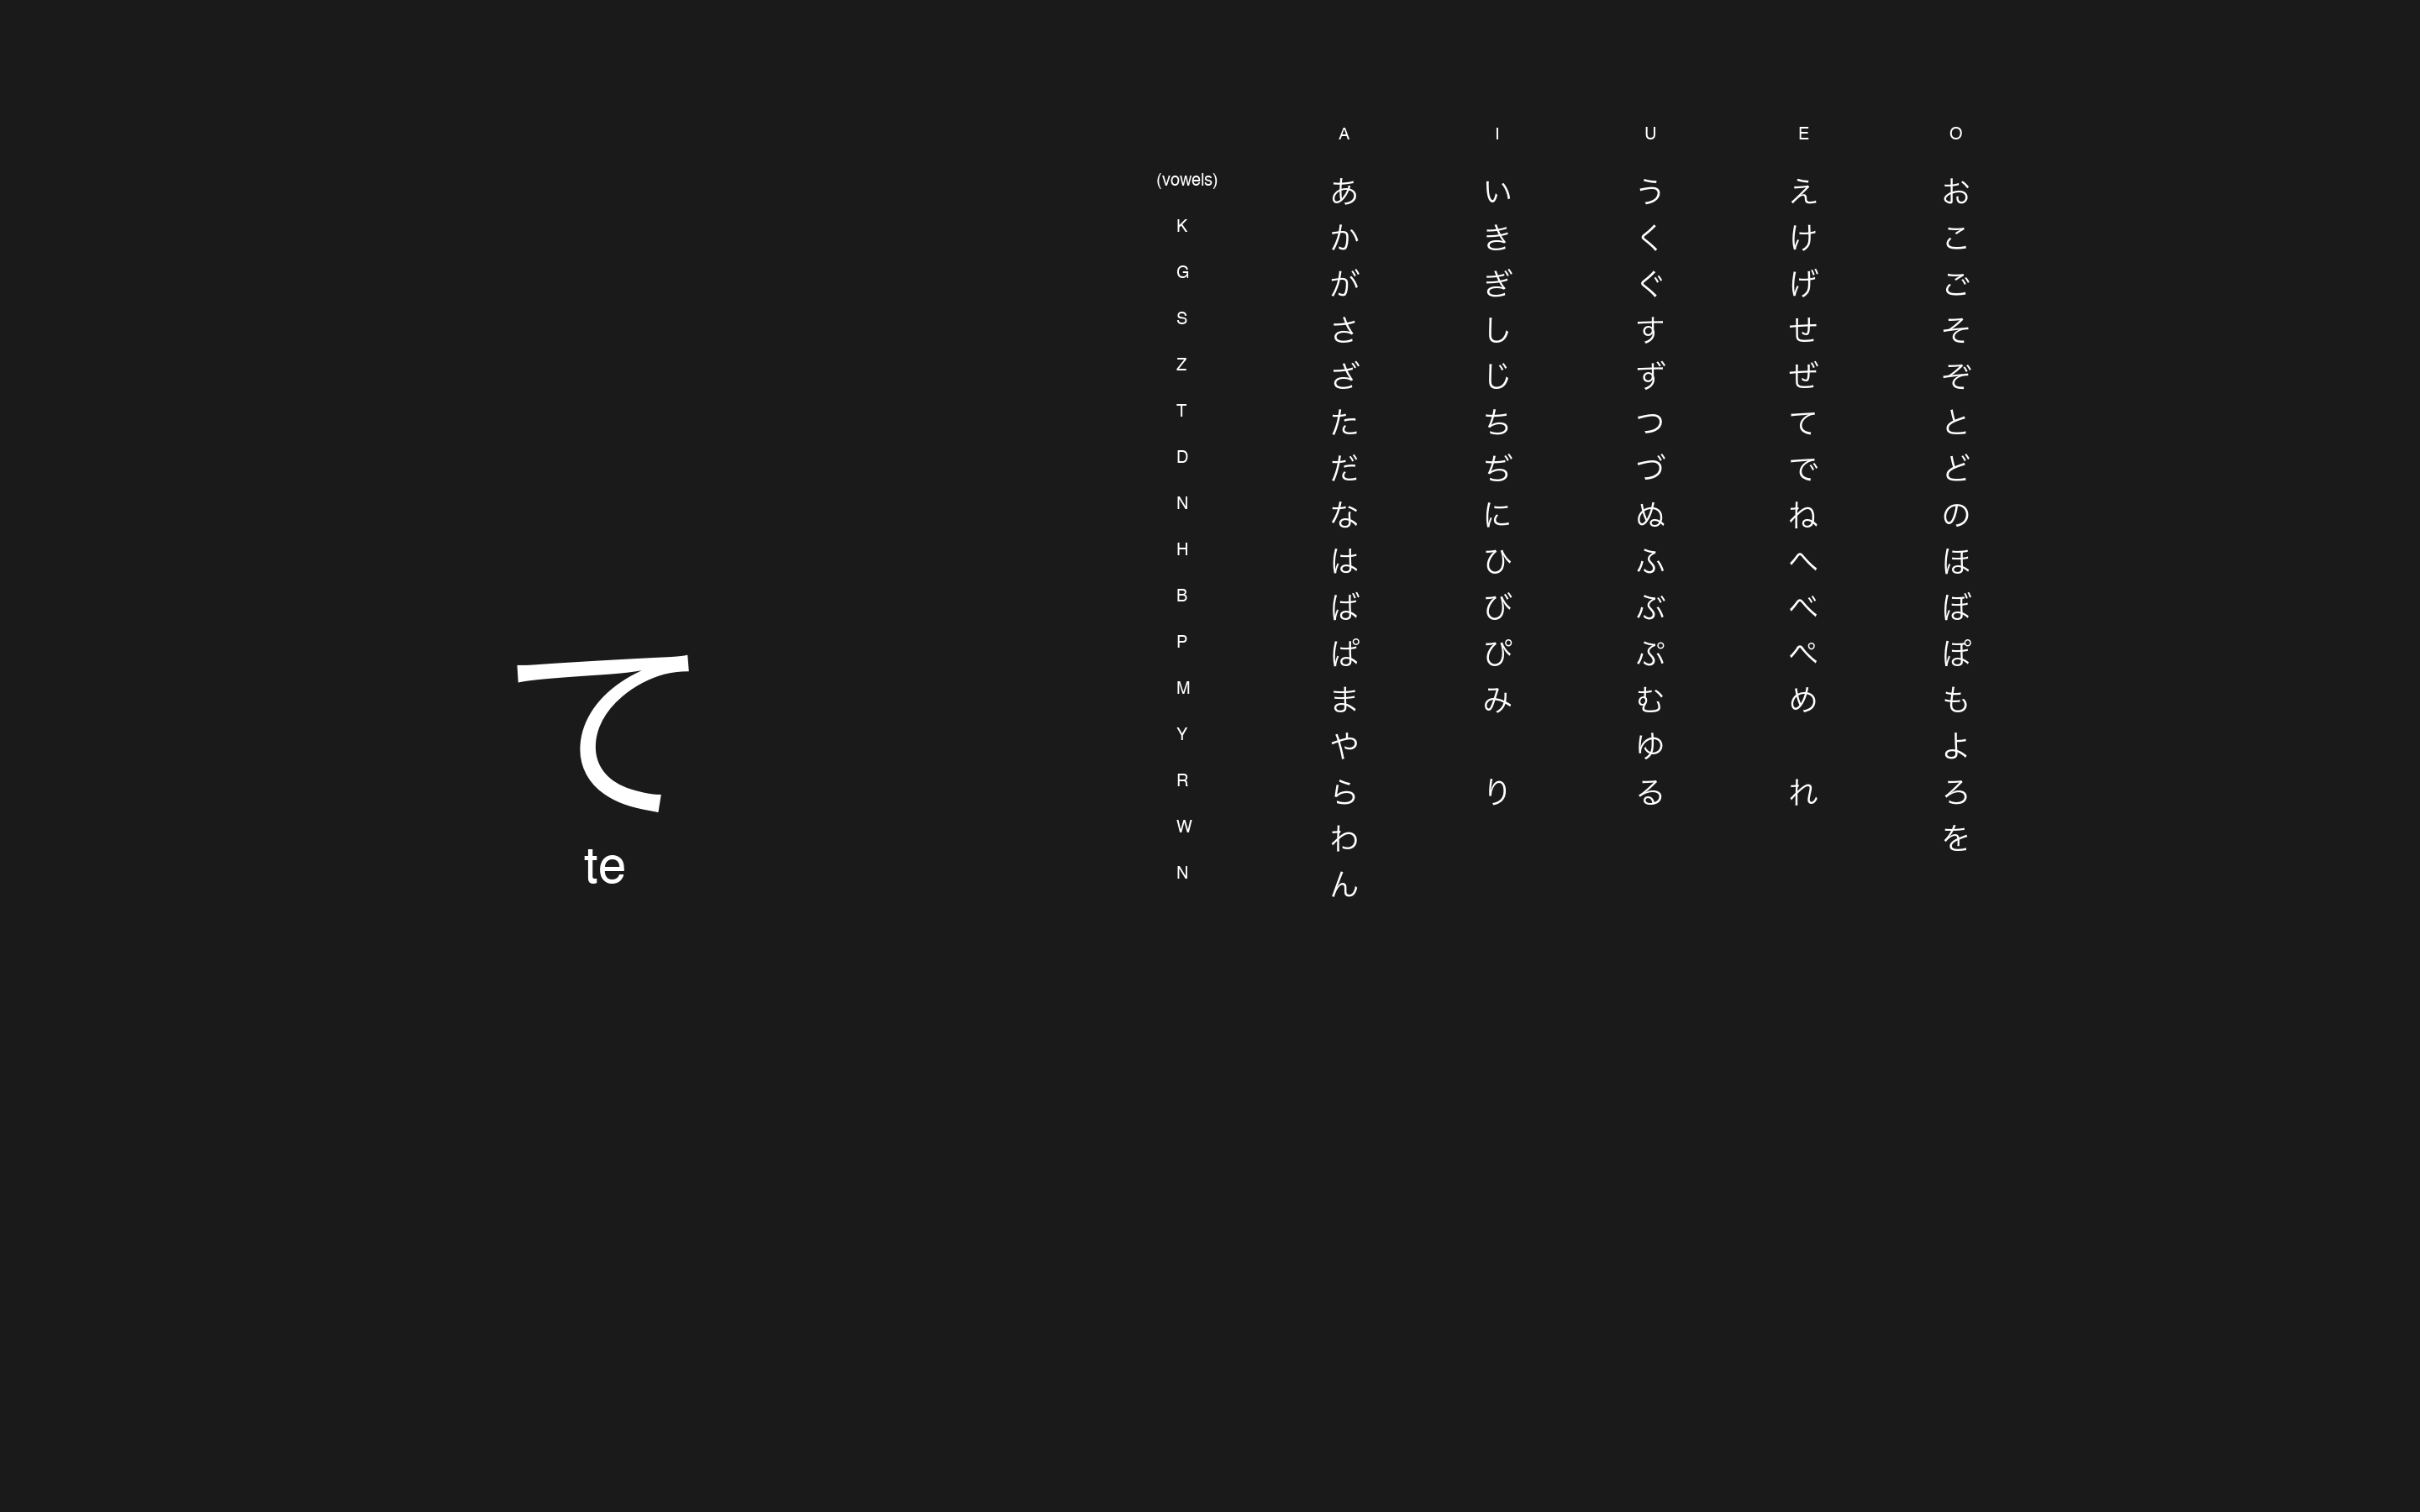 て
te
A I U E O
(vowels) あ い う え お
K か き く け こ
G が ぎ ぐ げ ご
S さ し す せ そ
Z ざ じ ず ぜ ぞ
T た ち つ て と
D だ ぢ づ で ど
N な に ぬ ね の
H は ひ ふ へ ほ
B ば び ぶ べ ぼ
P ぱ ぴ ぷ ぺ ぽ
M ま み む め も
Y や ゆ よ
R ら り る れ ろ
W わ を
N ん